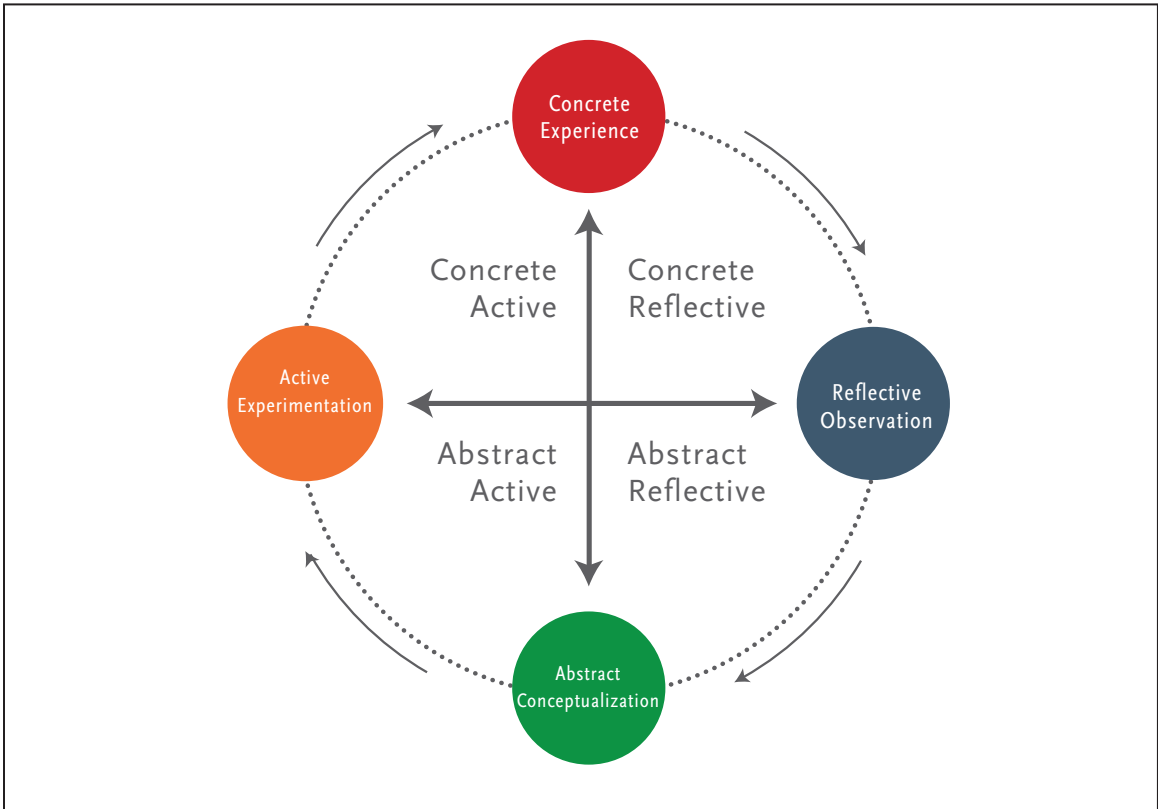 Concrete
Experience
Concrete
Active
Concrete
Reflective
Active
Experimentation
Reflective
Observation
Abstract
Active
Abstract
Reflective
Abstract
Conceptualization